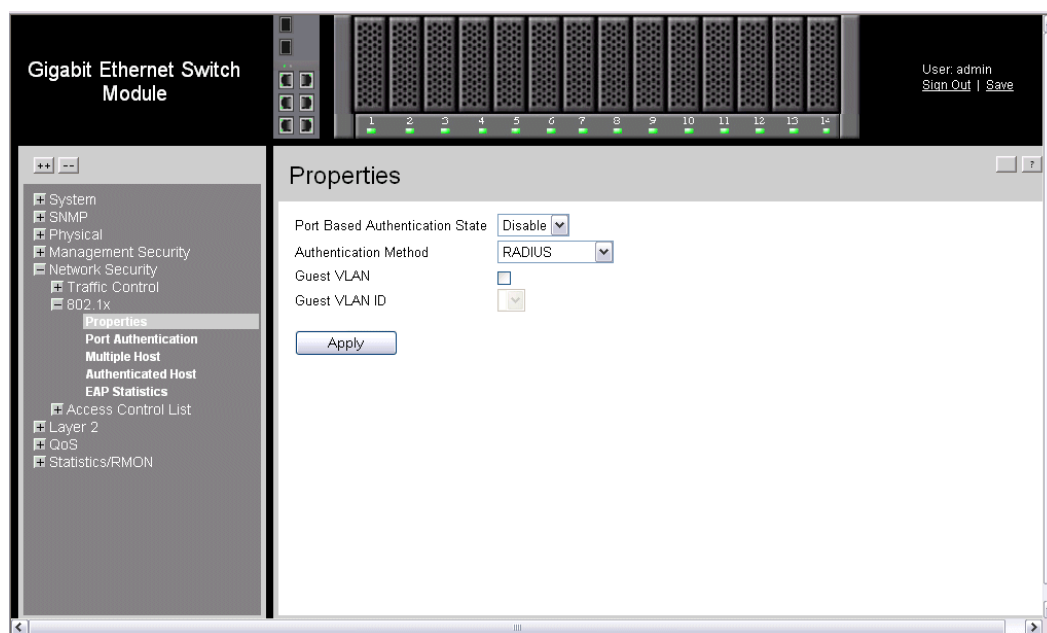 Gigabit Ethernet Switch
Module
1 2 3 4 5 6 7 8 9 10 11 12 13 14
User: admin
Sign Out | Save
++ --
Properties
?
System
SNMP
Physical
Management Security
Network Security
Traffic Control
802.1x
Properties
Port Authentication
Multiple Host
Authenticated Host
EAP Statistics
Access Control List
Layer 2
QoS
Statistics/RMON
Port Based Authentication State Disable
Authentication Method RADIUS
Guest VLAN
Guest VLAN ID
Apply